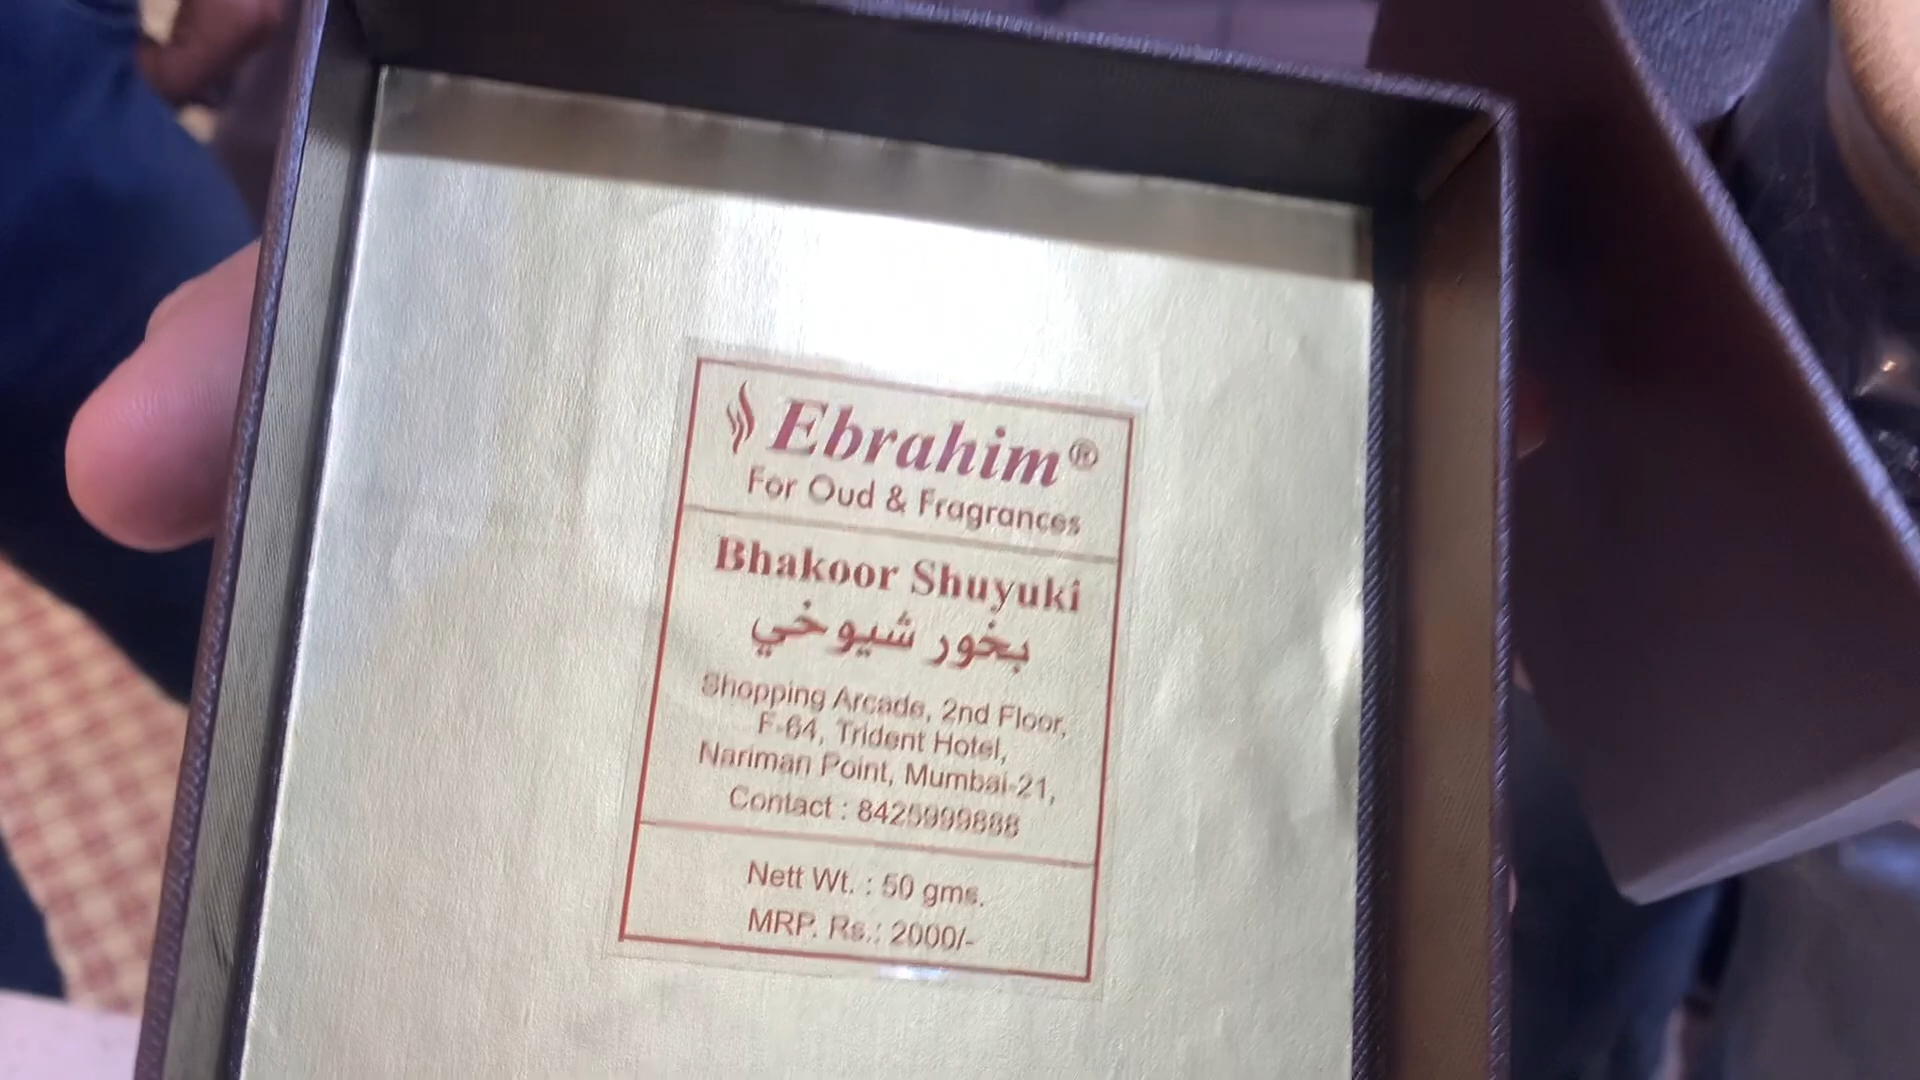 Ebrahim®
For Oud & Fragrances
Bhakoor Shuyuki
بخور شيوخي
Shopping Arcade, 2nd Floor,
F-64, Trident Hotel,
Nariman Point, Mumbai-21,
Contact : 8425999888
Nett Wt. : 50 gms.
MRP. Rs.: 2000/-